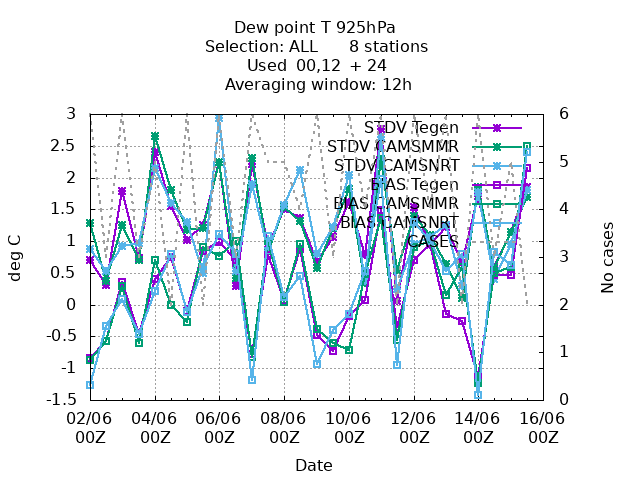 Dew point T 925hPa
Selection: ALL 8 stations
Used 00,12 + 24
Averaging window: 12h
3
2.5
2
1.5
1
0.5
0
-0.5
-1
-1.5
deg C
6
5
4
3
2
1
0
No cases
STDV Tegen
STDV CAMSMMR
STDV CAMSNRT
BIAS Tegen
BIAS CAMSMMR
BIAS CAMSNRT
CASES
02/06 04/06 06/06 08/06 10/06 12/06 14/06 16/06
00Z 00Z 00Z 00Z 00Z 00Z 00Z 00Z
Date